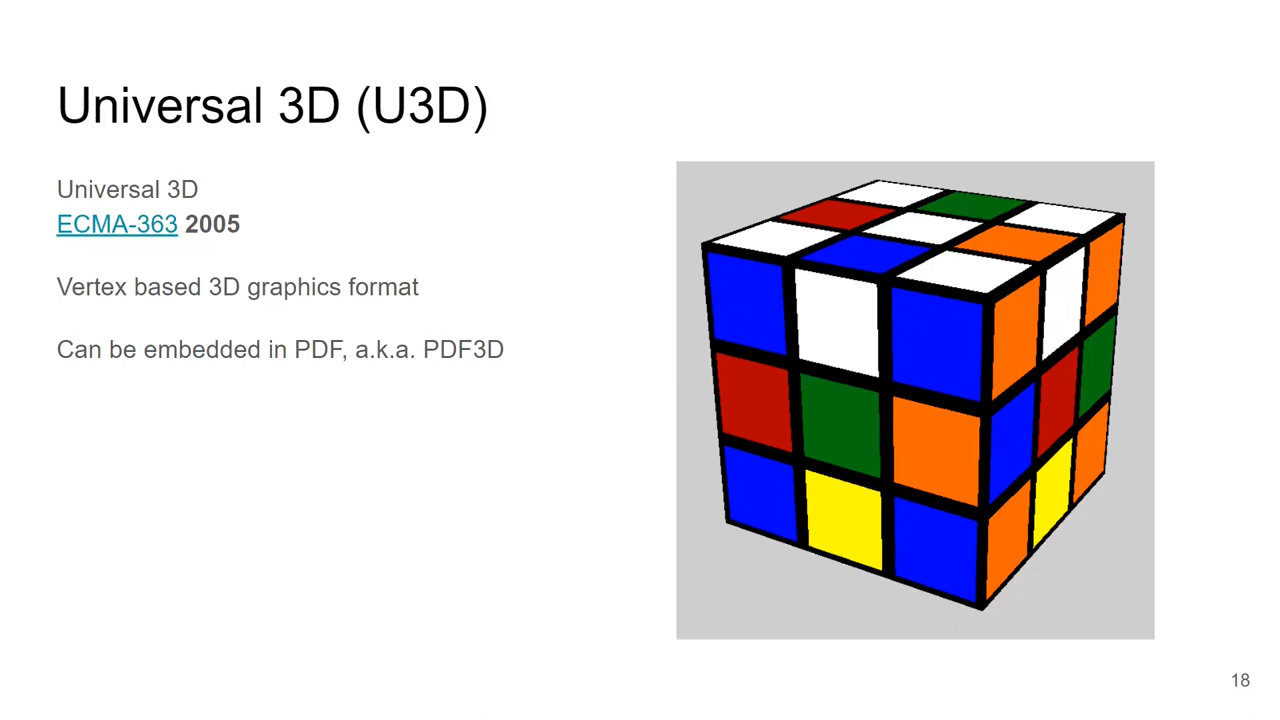 Universal 3D (U3D)
Universal 3D
ECMA-363 2005
Vertex based 3D graphics format
Can be embedded in PDF, a.k.a. PDF3D
18